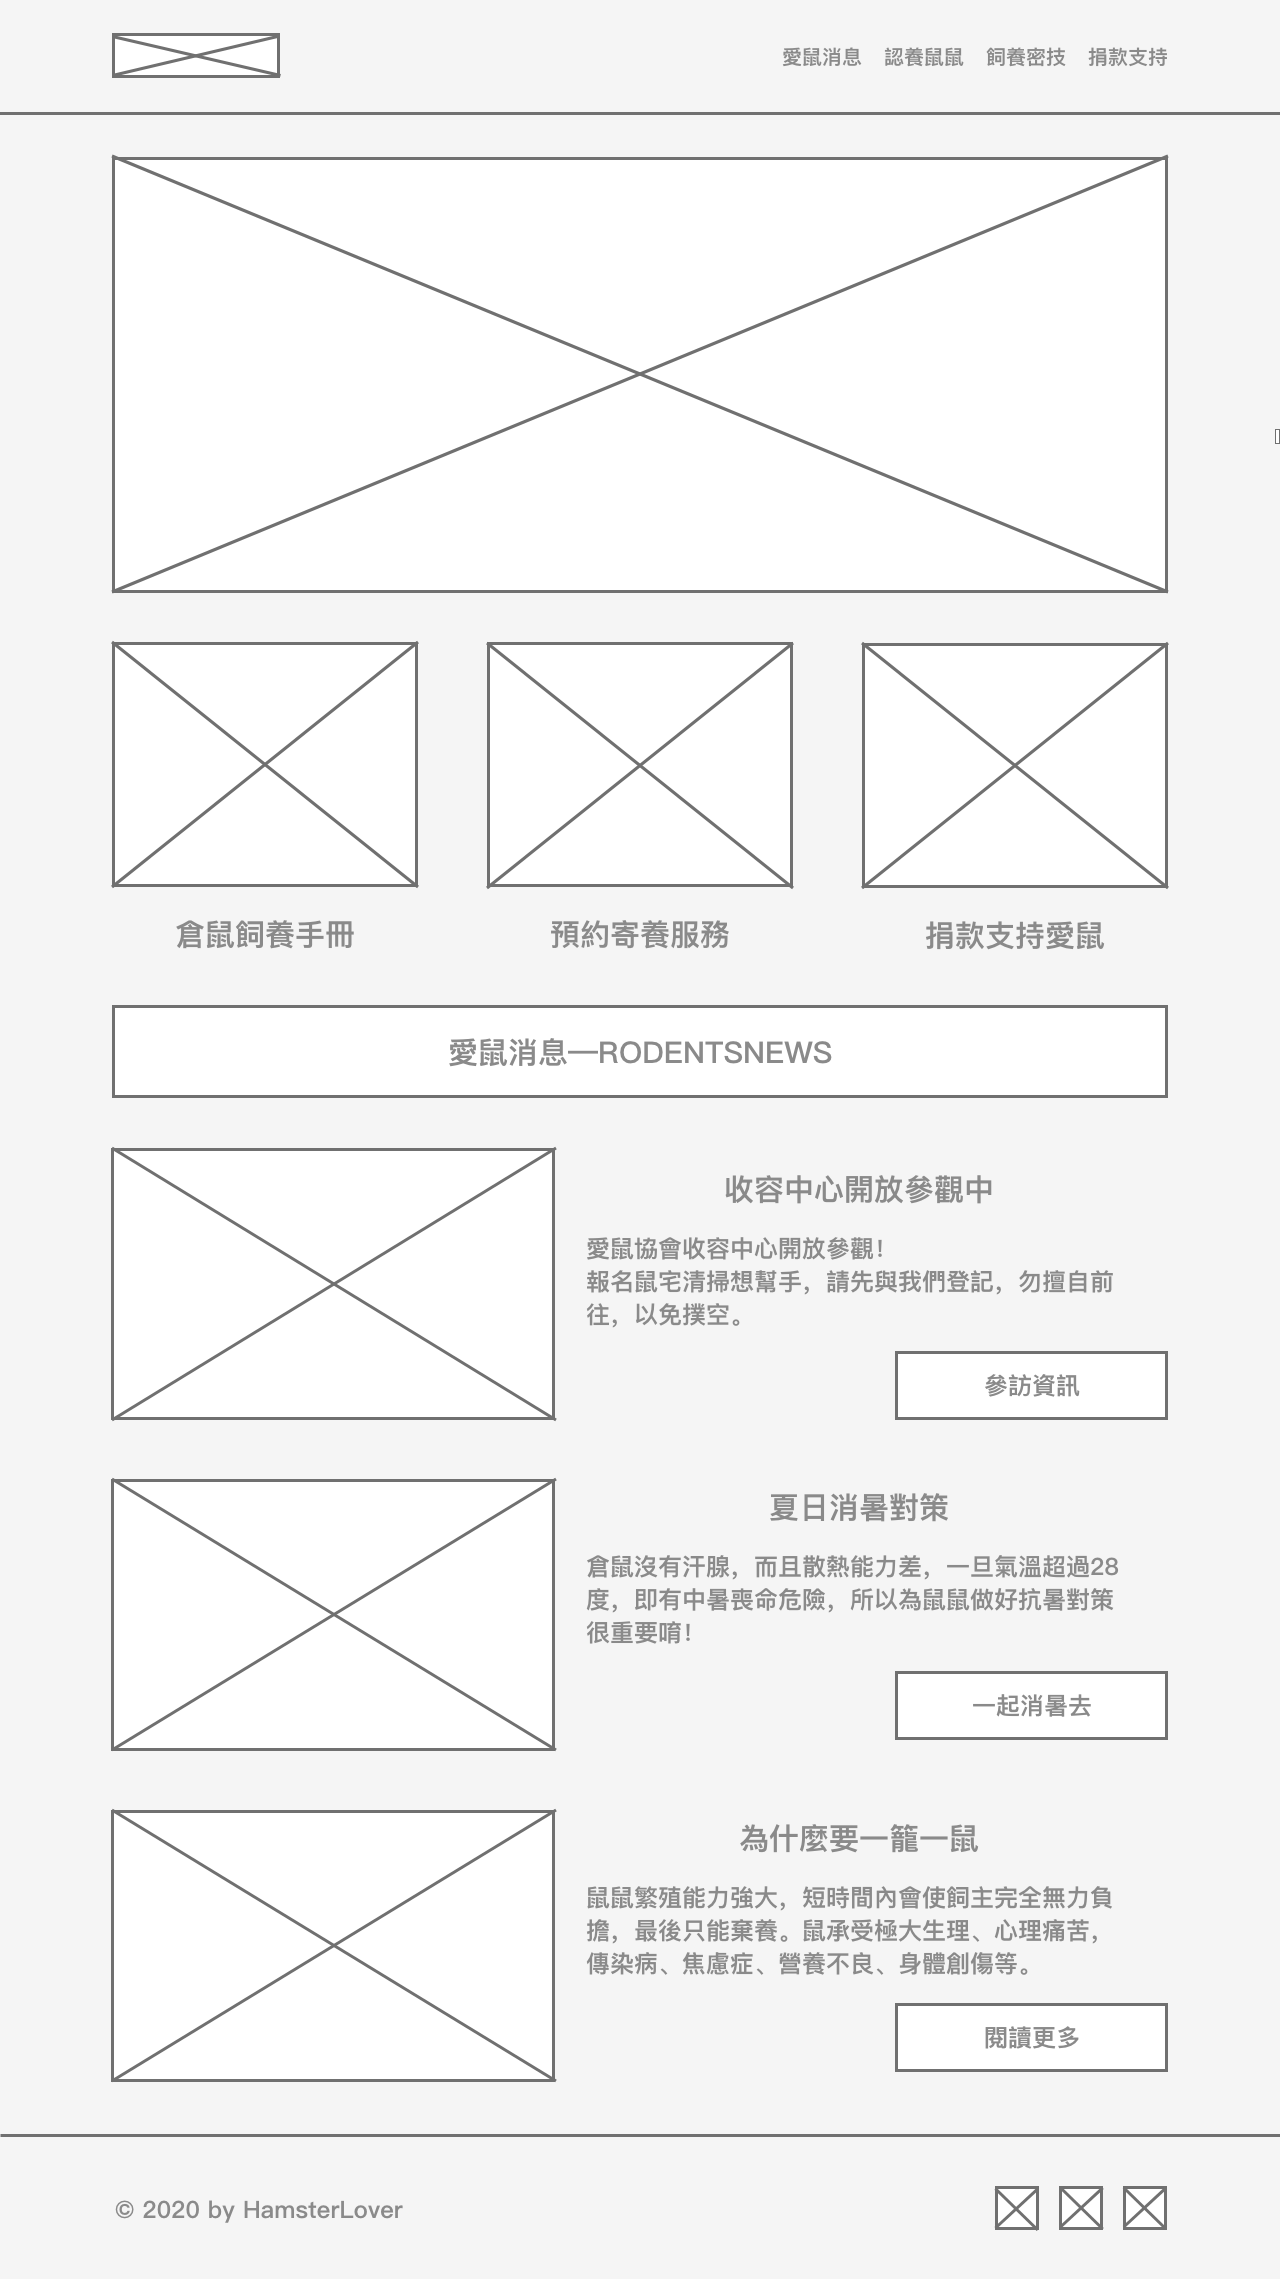 愛鼠消息 認養鼠鼠 飼養密技 捐款支持
倉鼠飼養手冊 預約寄養服務 捐款支持愛鼠
愛鼠消息—RODENTSNEWS
收容中心開放參觀中
愛鼠協會收容中心開放參觀！
報名鼠宅清掃想幫手，請先與我們登記，勿擅自前
往，以免撲空。
參訪資訊
夏日消暑對策
倉鼠沒有汗腺，而且散熱能力差，一旦氣溫超過28
度，即有中暑喪命危險，所以為鼠鼠做好抗暑對策
很重要唷！
一起消暑去
為什麼要一籠一鼠
鼠鼠繁殖能力強大，短時間內會使飼主完全無力負
擔，最後只能棄養。鼠承受極大生理、心理痛苦，
傳染病、焦慮症、營養不良、身體創傷等。
閱讀更多
© 2020 by HamsterLover